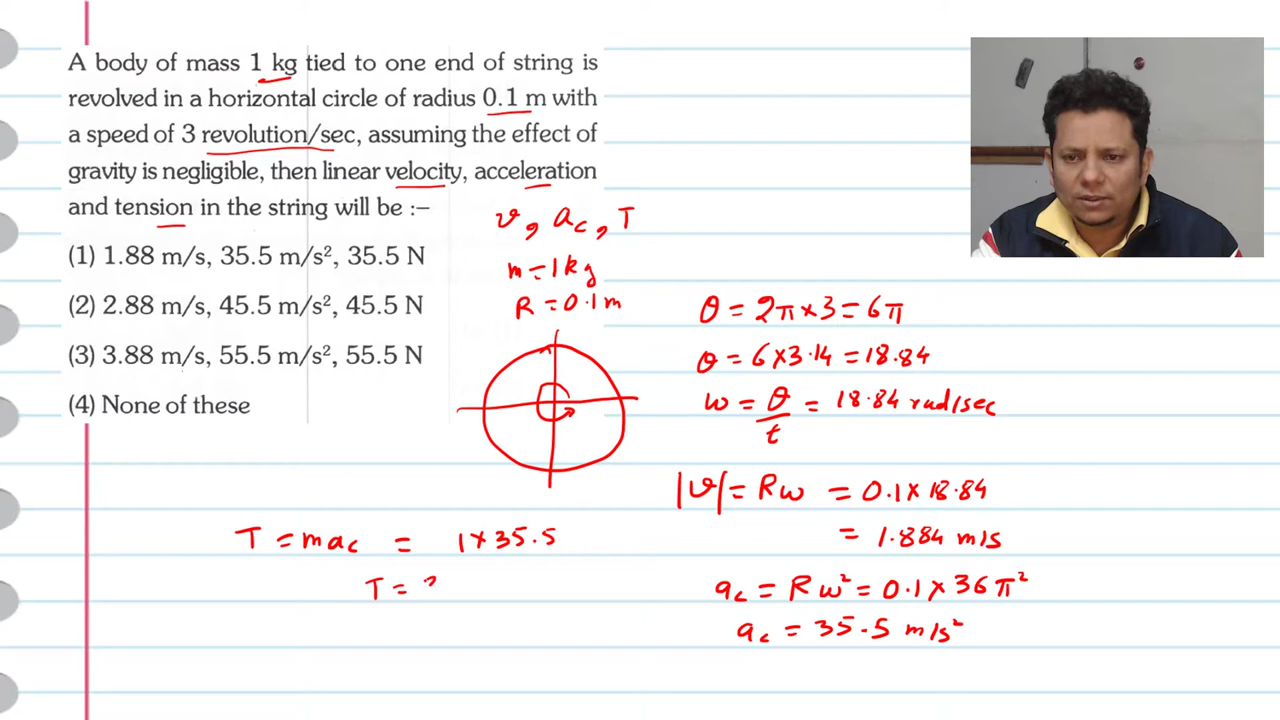 A body of mass 1 kg tied to one end of string is
revolved in a horizontal circle of radius 0.1 m with
a speed of 3 revolution/sec, assuming the effect of
gravity is negligible, then linear velocity, acceleration
and tension in the string will be :–
(1) 1.88 m/s, 35.5 m/s², 35.5 N
(2) 2.88 m/s, 45.5 m/s², 45.5 N
(3) 3.88 m/s, 55.5 m/s², 55.5 N
(4) None of these
v, ac, T
m = 1 kg
R = 0.1 m
θ = 2π × 3 = 6π
θ = 6 × 3.14 = 18.84
w = θ/t = 18.84 rad/sec
|v| = Rw = 0.1 × 18.84
= 1.884 m/s
ac = Rw² = 0.1 × 36π²
ac = 35.5 m/s²
T = mac = 1 × 35.5
T =